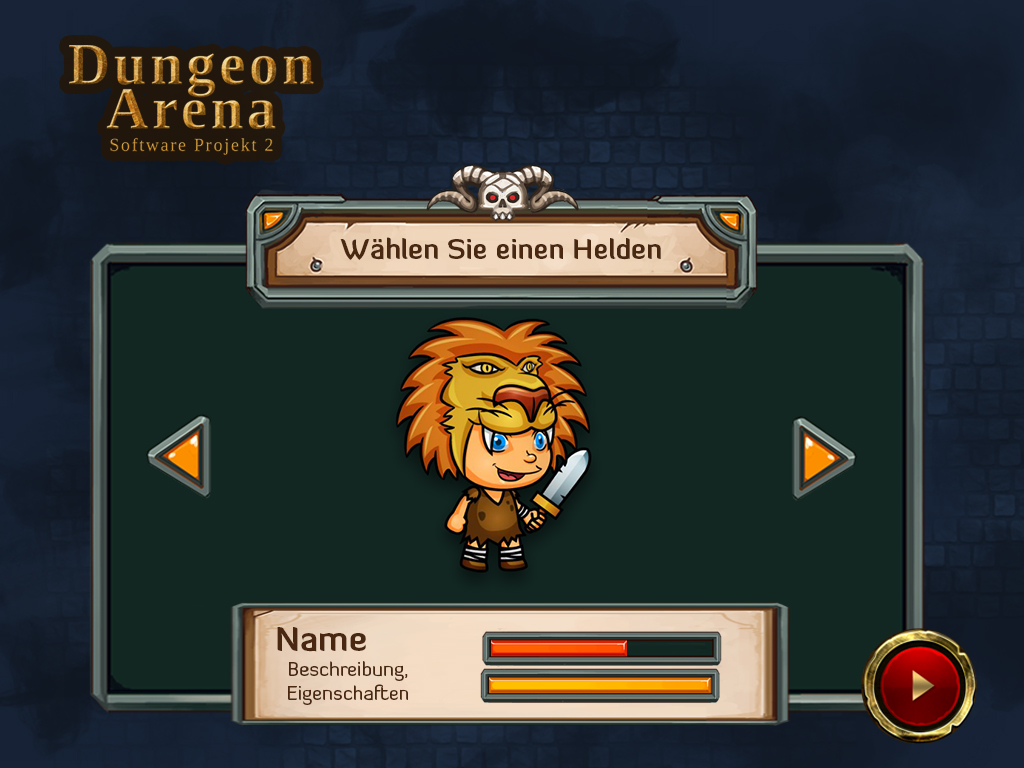 Dungeon
Arena
Software Projekt 2
Wählen Sie einen Helden
Name
Beschreibung,
Eigenschaften